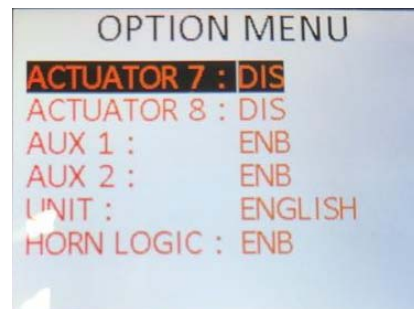 OPTION MENU
ACTUATOR 7 : DIS
ACTUATOR 8 : DIS
AUX 1 : ENB
AUX 2 : ENB
UNIT : ENGLISH
HORN LOGIC : ENB